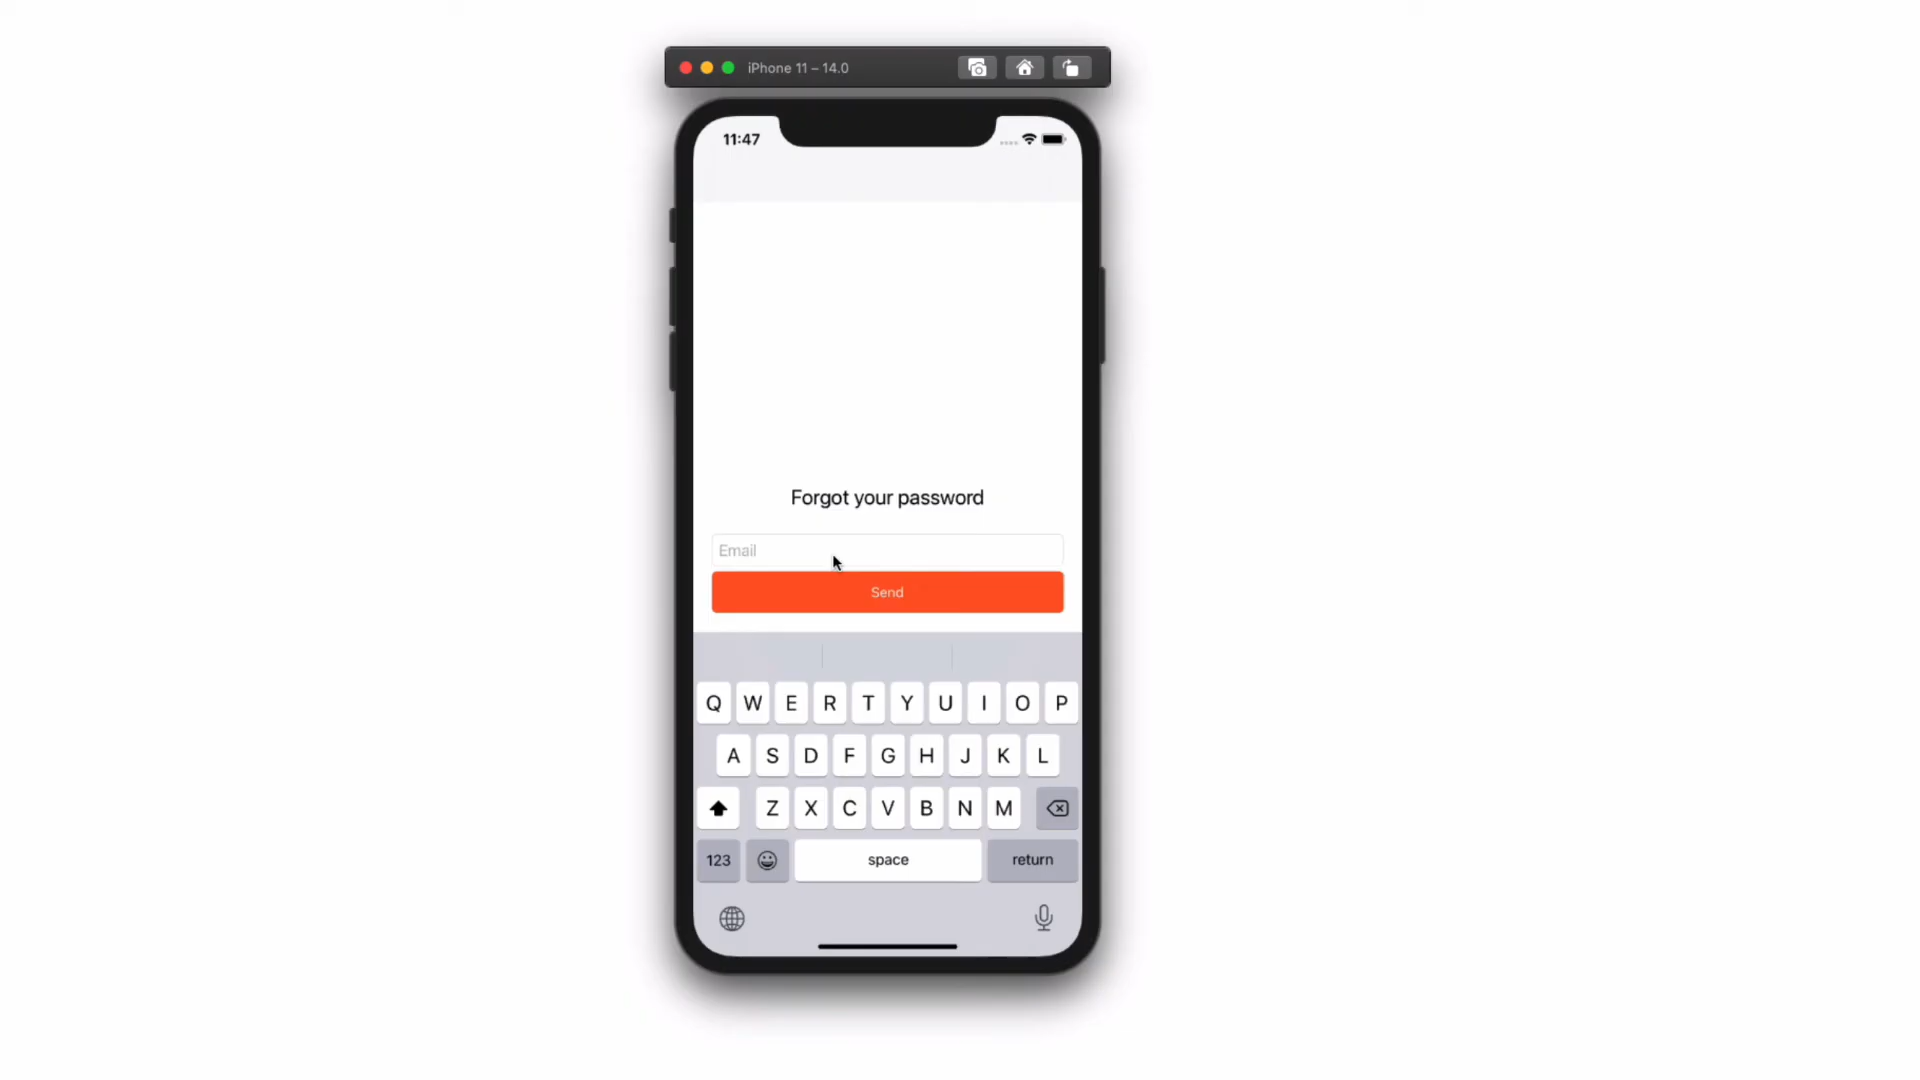 iPhone 11 – 14.0
11:47
Forgot your password
Email
Send
Q W E R T Y U I O P
A S D F G H J K L
Z X C V B N M
123 space return